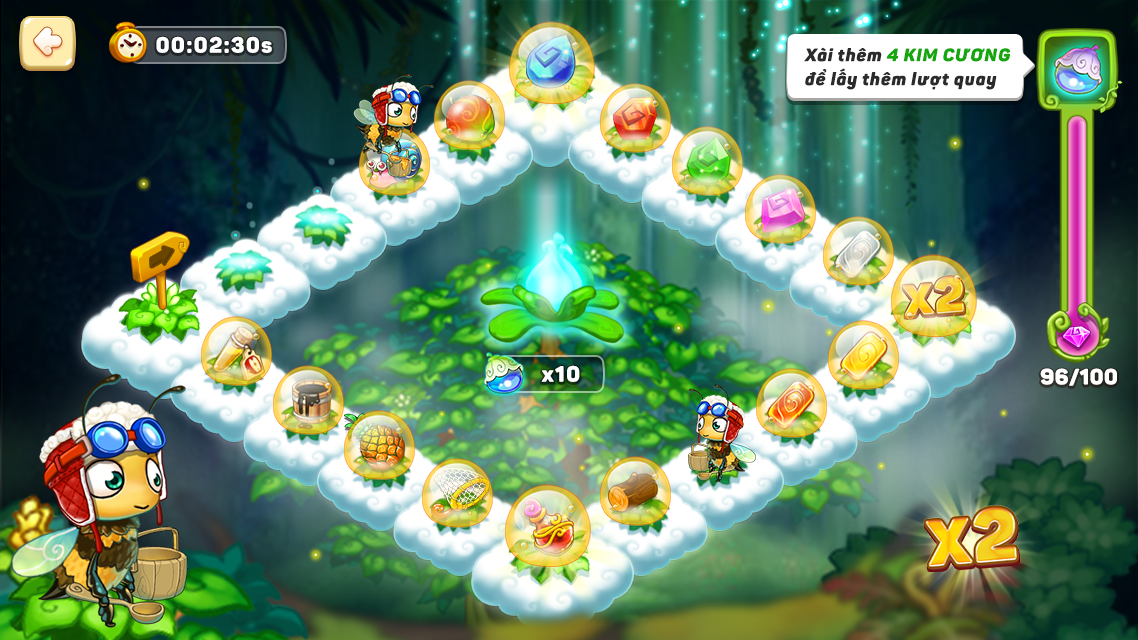 00:02:30s
Xài thêm 4 KIM CƯƠNG
để lấy thêm lượt quay
X2
x10
96/100
X2